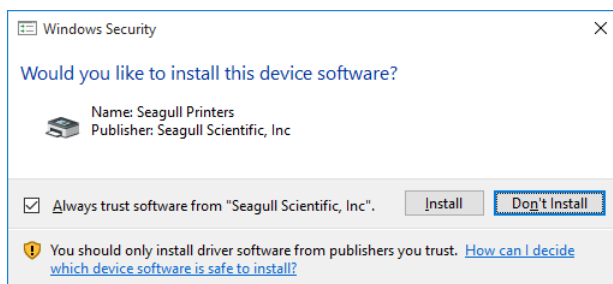 Windows Security
Would you like to install this device software?
Name: Seagull Printers
Publisher: Seagull Scientific, Inc
Always trust software from "Seagull Scientific, Inc".
Install
Don't Install
You should only install driver software from publishers you trust. How can I decide
which device software is safe to install?